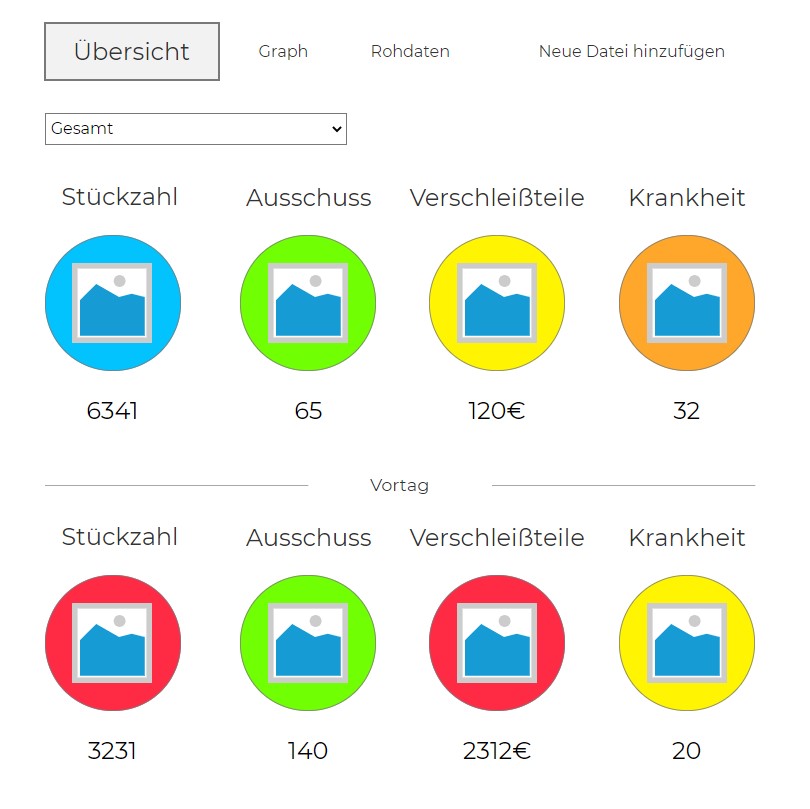 Übersicht Graph Rohdaten Neue Datei hinzufügen
Gesamt
Stückzahl Ausschuss Verschleißteile Krankheit
6341 65 120€ 32
Vortag
Stückzahl Ausschuss Verschleißteile Krankheit
3231 140 2312€ 20